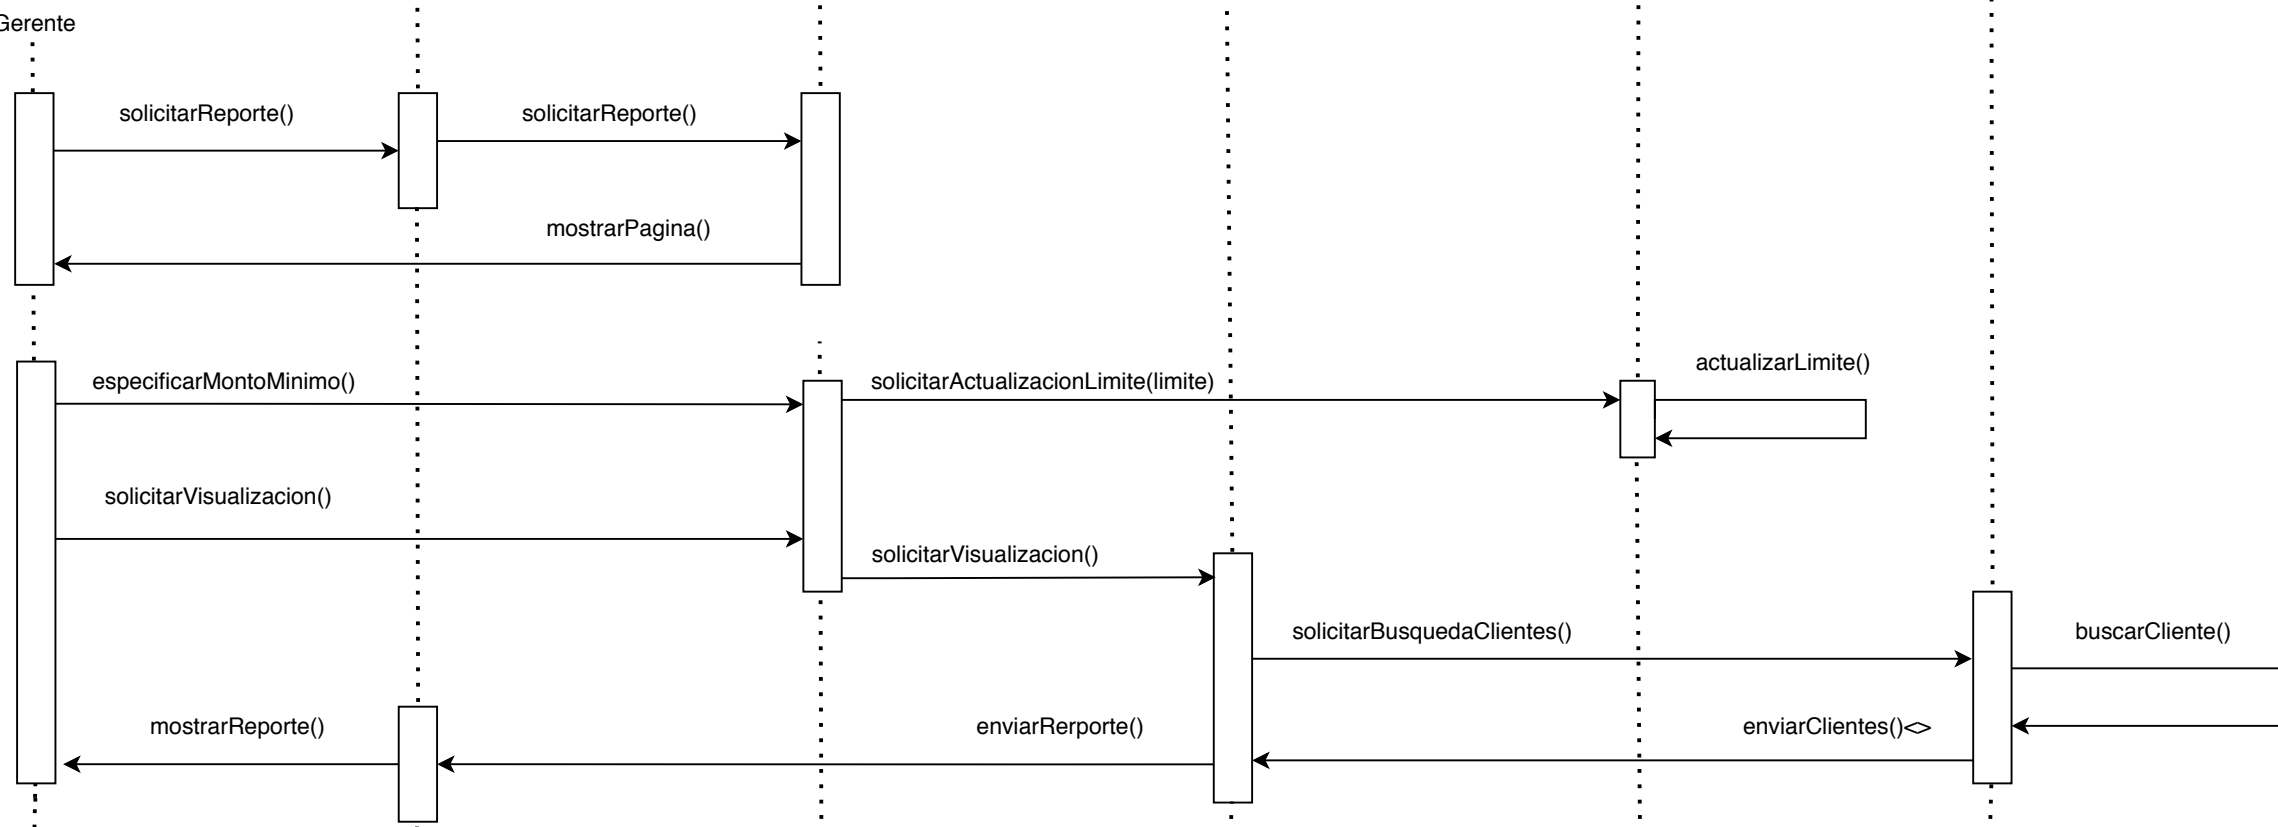 Gerente
solicitarReporte()
solicitarReporte()
mostrarPagina()
especificarMontoMinimo()
solicitarActualizacionLimite(limite)
actualizarLimite()
solicitarVisualizacion()
solicitarVisualizacion()
solicitarBusquedaClientes()
buscarCliente()
mostrarReporte()
enviarRerporte()
enviarClientes()<>